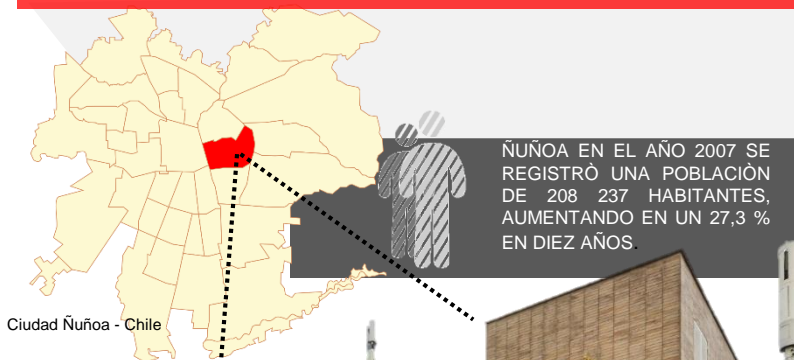 ÑUÑOA EN EL AÑO 2007 SE
REGISTRÒ UNA POBLACIÒN
DE 208 237 HABITANTES,
AUMENTANDO EN UN 27,3 %
EN DIEZ AÑOS.
Ciudad Ñuñoa - Chile